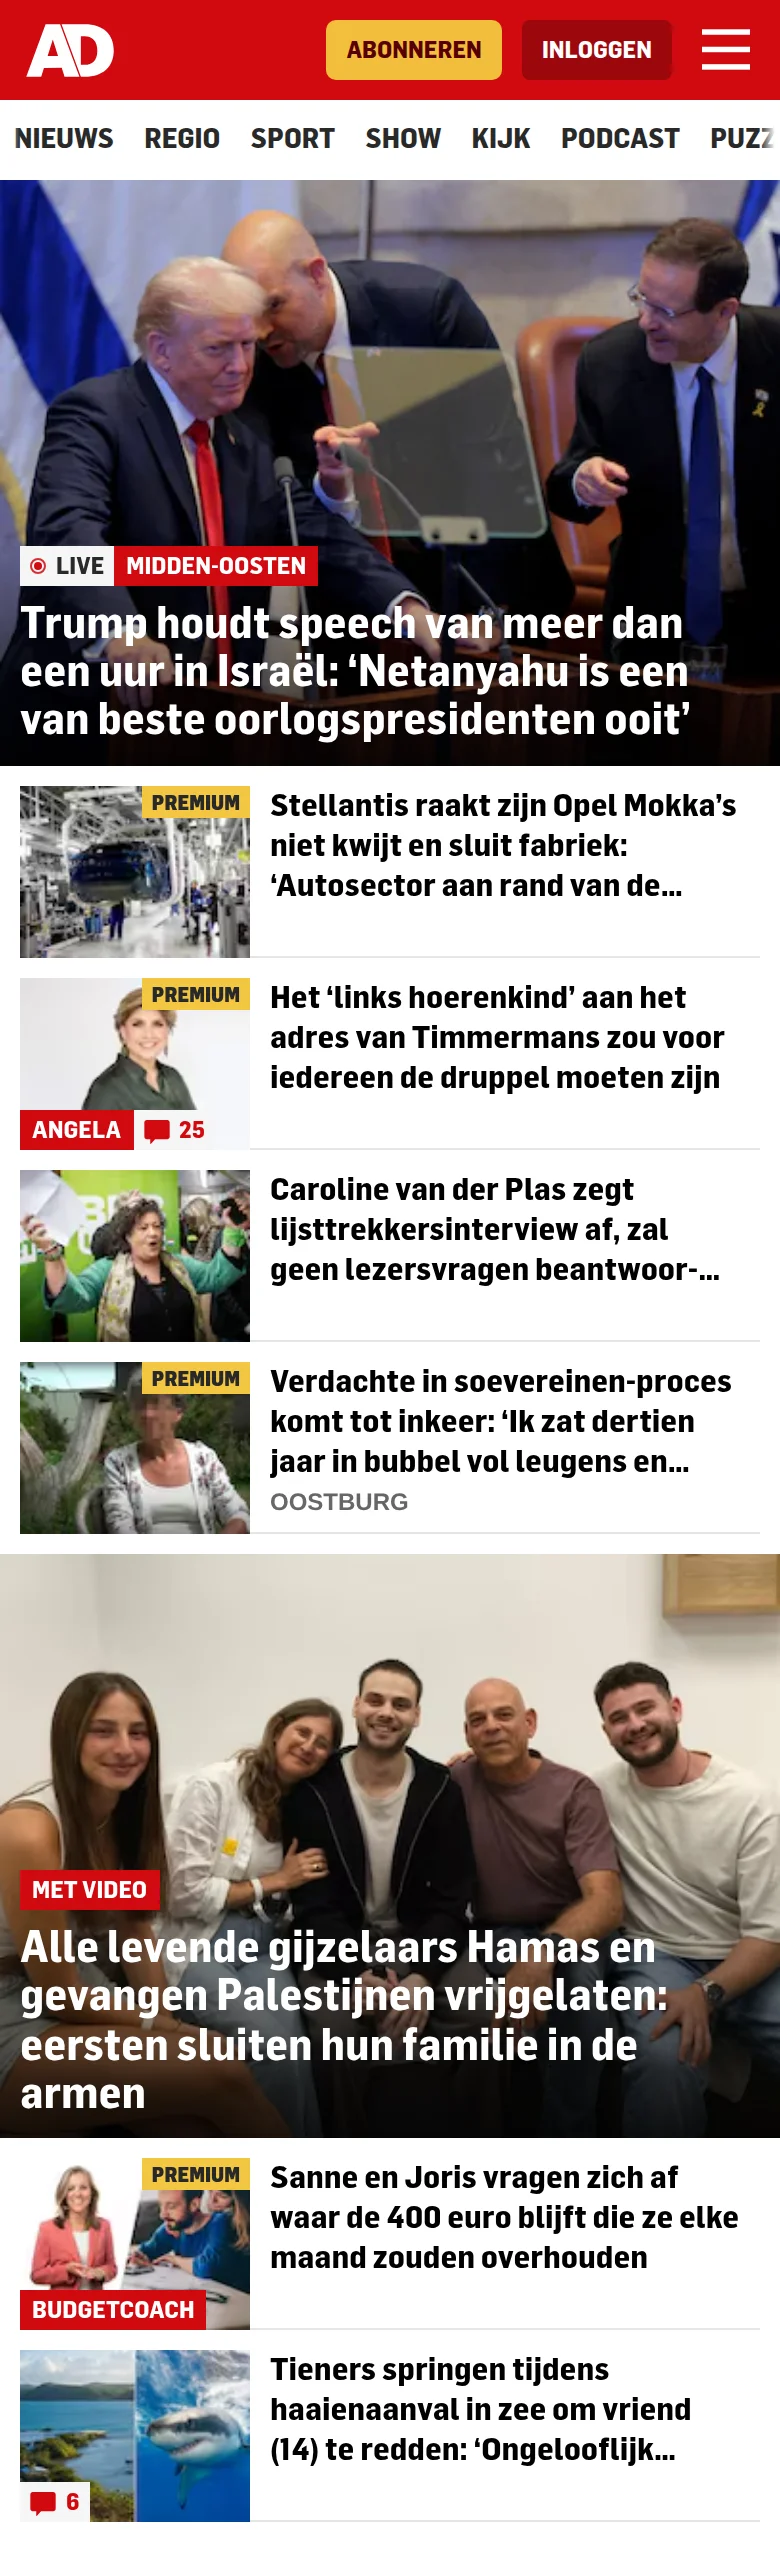 AD
ABONNEREN
INLOGGEN
NIEUWS REGIO SPORT SHOW KIJK PODCAST PUZZ
LIVE MIDDEN-OOSTEN
Trump houdt speech van meer dan
een uur in Israël: ‘Netanyahu is een
van beste oorlogspresidenten ooit’
PREMIUM
Stellantis raakt zijn Opel Mokka’s
niet kwijt en sluit fabriek:
‘Autosector aan rand van de...
PREMIUM
ANGELA 25
Het ‘links hoerenkind’ aan het
adres van Timmermans zou voor
iedereen de druppel moeten zijn
Caroline van der Plas zegt
lijsttrekkersinterview af, zal
geen lezersvragen beantwoor-...
PREMIUM
Verdachte in soevereinen-proces
komt tot inkeer: ‘Ik zat dertien
jaar in bubbel vol leugens en...
OOSTBURG
MET VIDEO
Alle levende gijzelaars Hamas en
gevangen Palestijnen vrijgelaten:
eersten sluiten hun familie in de
armen
PREMIUM
BUDGETCOACH
Sanne en Joris vragen zich af
waar de 400 euro blijft die ze elke
maand zouden overhouden
6
Tieners springen tijdens
haaienaanval in zee om vriend
(14) te redden: ‘Ongelooflijk...